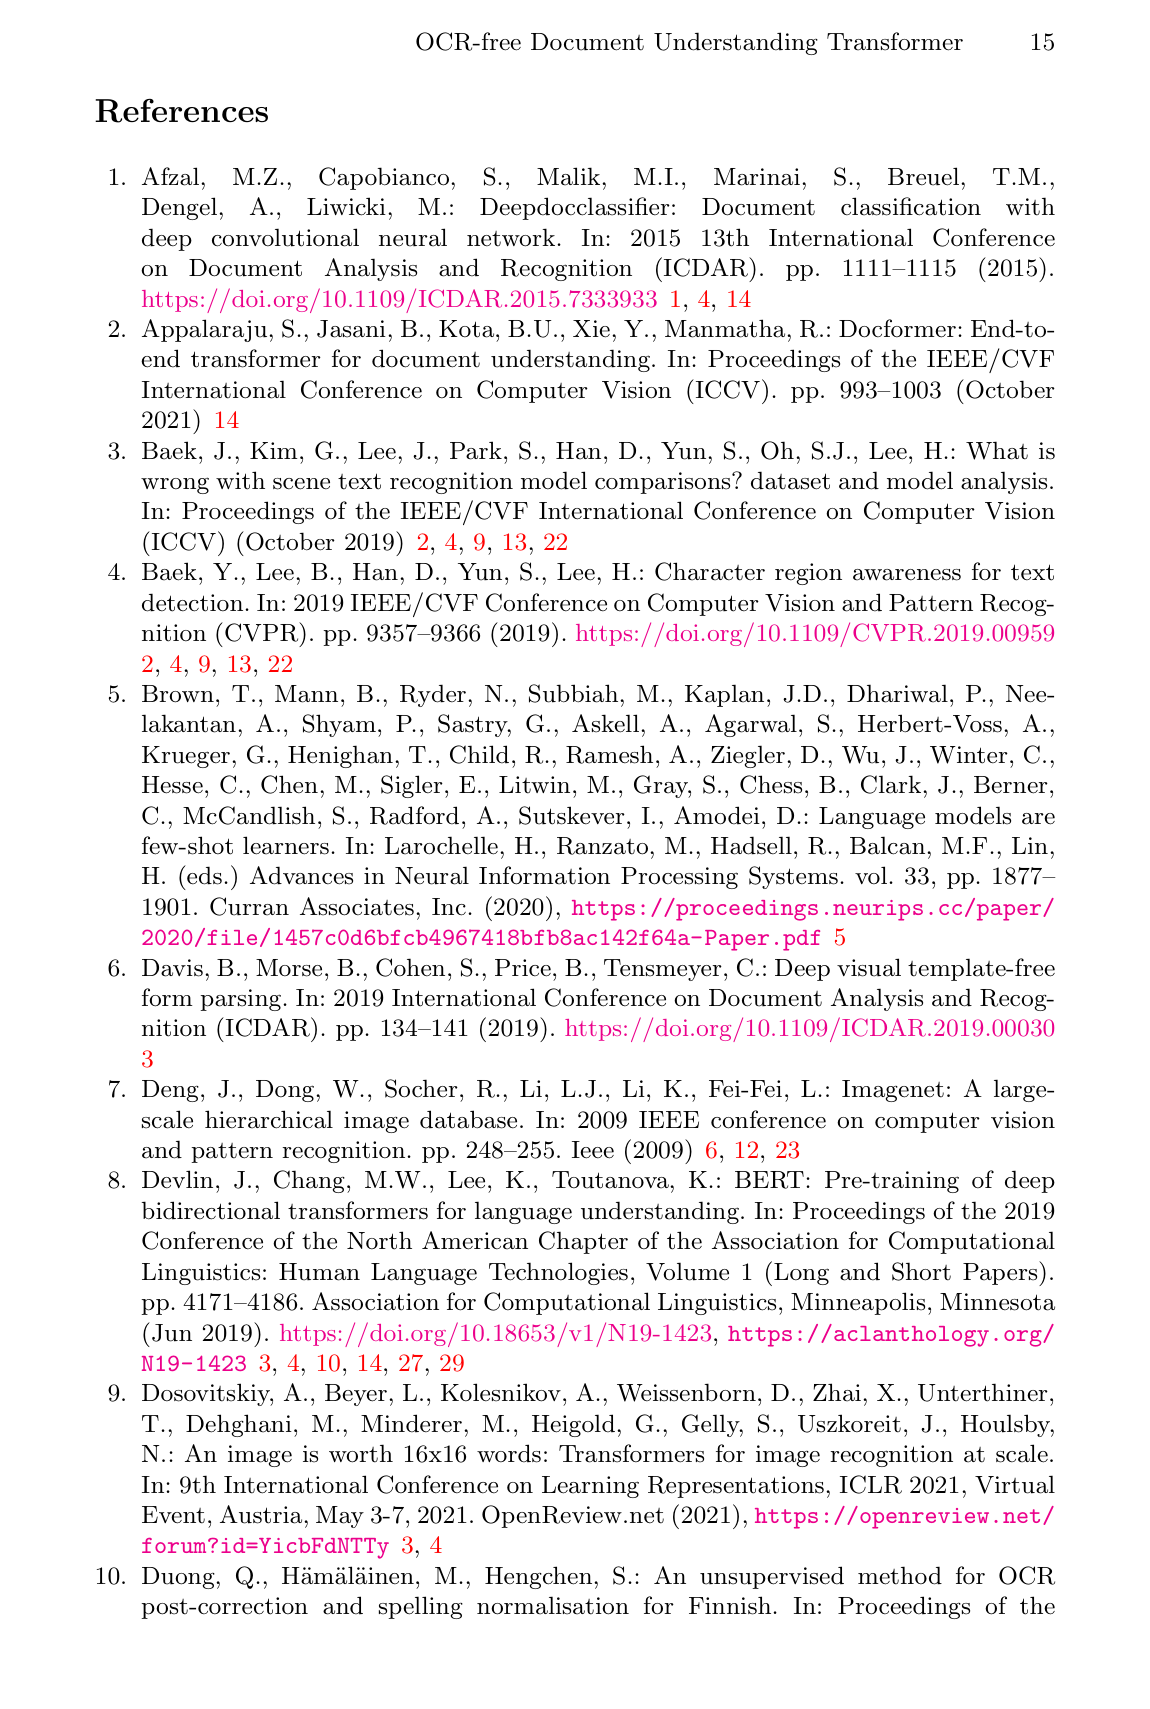 OCR-free Document Understanding Transformer 15
References
1. Afzal, M.Z., Capobianco, S., Malik, M.I., Marinai, S., Breuel, T.M.,
Dengel, A., Liwicki, M.: Deepdocclassifier: Document classification with
deep convolutional neural network. In: 2015 13th International Conference
on Document Analysis and Recognition (ICDAR). pp. 1111–1115 (2015).
https://doi.org/10.1109/ICDAR.2015.7333933 1, 4, 14
2. Appalaraju, S., Jasani, B., Kota, B.U., Xie, Y., Manmatha, R.: Docformer: End-to-
end transformer for document understanding. In: Proceedings of the IEEE/CVF
International Conference on Computer Vision (ICCV). pp. 993–1003 (October
2021) 14
3. Baek, J., Kim, G., Lee, J., Park, S., Han, D., Yun, S., Oh, S.J., Lee, H.: What is
wrong with scene text recognition model comparisons? dataset and model analysis.
In: Proceedings of the IEEE/CVF International Conference on Computer Vision
(ICCV) (October 2019) 2, 4, 9, 13, 22
4. Baek, Y., Lee, B., Han, D., Yun, S., Lee, H.: Character region awareness for text
detection. In: 2019 IEEE/CVF Conference on Computer Vision and Pattern Recog-
nition (CVPR). pp. 9357–9366 (2019). https://doi.org/10.1109/CVPR.2019.00959
2, 4, 9, 13, 22
5. Brown, T., Mann, B., Ryder, N., Subbiah, M., Kaplan, J.D., Dhariwal, P., Nee-
lakantan, A., Shyam, P., Sastry, G., Askell, A., Agarwal, S., Herbert-Voss, A.,
Krueger, G., Henighan, T., Child, R., Ramesh, A., Ziegler, D., Wu, J., Winter, C.,
Hesse, C., Chen, M., Sigler, E., Litwin, M., Gray, S., Chess, B., Clark, J., Berner,
C., McCandlish, S., Radford, A., Sutskever, I., Amodei, D.: Language models are
few-shot learners. In: Larochelle, H., Ranzato, M., Hadsell, R., Balcan, M.F., Lin,
H. (eds.) Advances in Neural Information Processing Systems. vol. 33, pp. 1877–
1901. Curran Associates, Inc. (2020), https://proceedings.neurips.cc/paper/
2020/file/1457c0d6bfcb4967418bfb8ac142f64a-Paper.pdf 5
6. Davis, B., Morse, B., Cohen, S., Price, B., Tensmeyer, C.: Deep visual template-free
form parsing. In: 2019 International Conference on Document Analysis and Recog-
nition (ICDAR). pp. 134–141 (2019). https://doi.org/10.1109/ICDAR.2019.00030
3
7. Deng, J., Dong, W., Socher, R., Li, L.J., Li, K., Fei-Fei, L.: Imagenet: A large-
scale hierarchical image database. In: 2009 IEEE conference on computer vision
and pattern recognition. pp. 248–255. Ieee (2009) 6, 12, 23
8. Devlin, J., Chang, M.W., Lee, K., Toutanova, K.: BERT: Pre-training of deep
bidirectional transformers for language understanding. In: Proceedings of the 2019
Conference of the North American Chapter of the Association for Computational
Linguistics: Human Language Technologies, Volume 1 (Long and Short Papers).
pp. 4171–4186. Association for Computational Linguistics, Minneapolis, Minnesota
(Jun 2019). https://doi.org/10.18653/v1/N19-1423, https://aclanthology.org/
N19-1423 3, 4, 10, 14, 27, 29
9. Dosovitskiy, A., Beyer, L., Kolesnikov, A., Weissenborn, D., Zhai, X., Unterthiner,
T., Dehghani, M., Minderer, M., Heigold, G., Gelly, S., Uszkoreit, J., Houlsby,
N.: An image is worth 16x16 words: Transformers for image recognition at scale.
In: 9th International Conference on Learning Representations, ICLR 2021, Virtual
Event, Austria, May 3-7, 2021. OpenReview.net (2021), https://openreview.net/
forum?id=YicbFdNTTy 3, 4
10. Duong, Q., Hämäläinen, M., Hengchen, S.: An unsupervised method for OCR
post-correction and spelling normalisation for Finnish. In: Proceedings of the